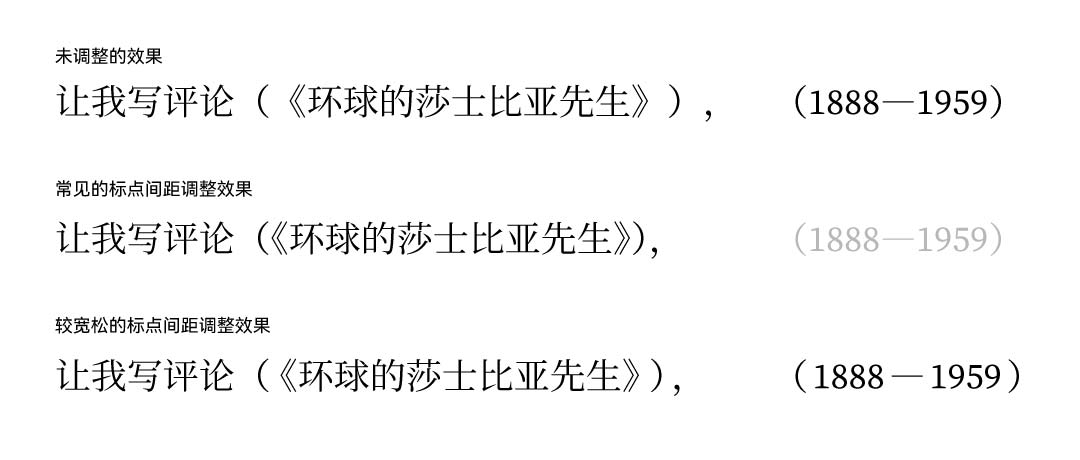 未调整的效果
让我写评论（《环球的莎士比亚先生》）， （1888—1959）
常见的标点间距调整效果
让我写评论（《环球的莎士比亚先生》）， （1888—1959）
较宽松的标点间距调整效果
让我写评论（《环球的莎士比亚先生》）， （1888—1959）